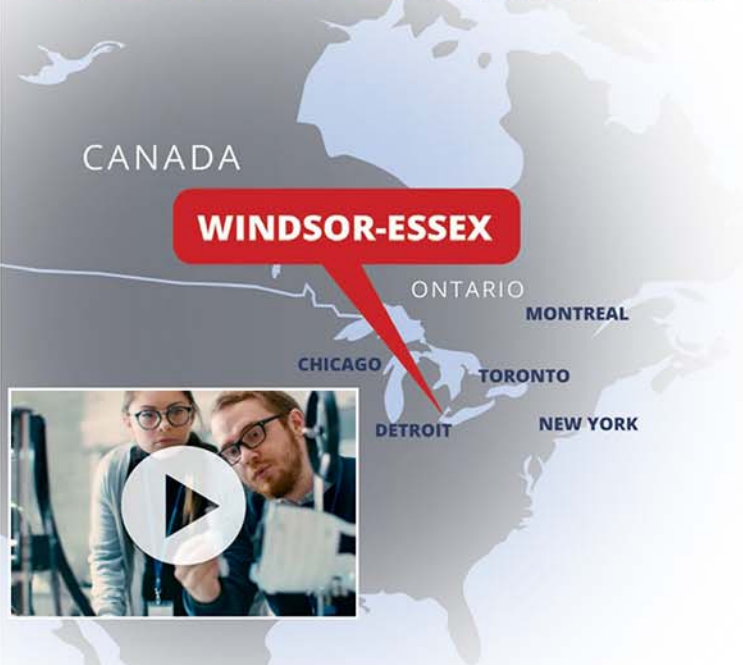 CANADA
WINDSOR-ESSEX
ONTARIO
MONTREAL
CHICAGO
TORONTO
NEW YORK
DETROIT